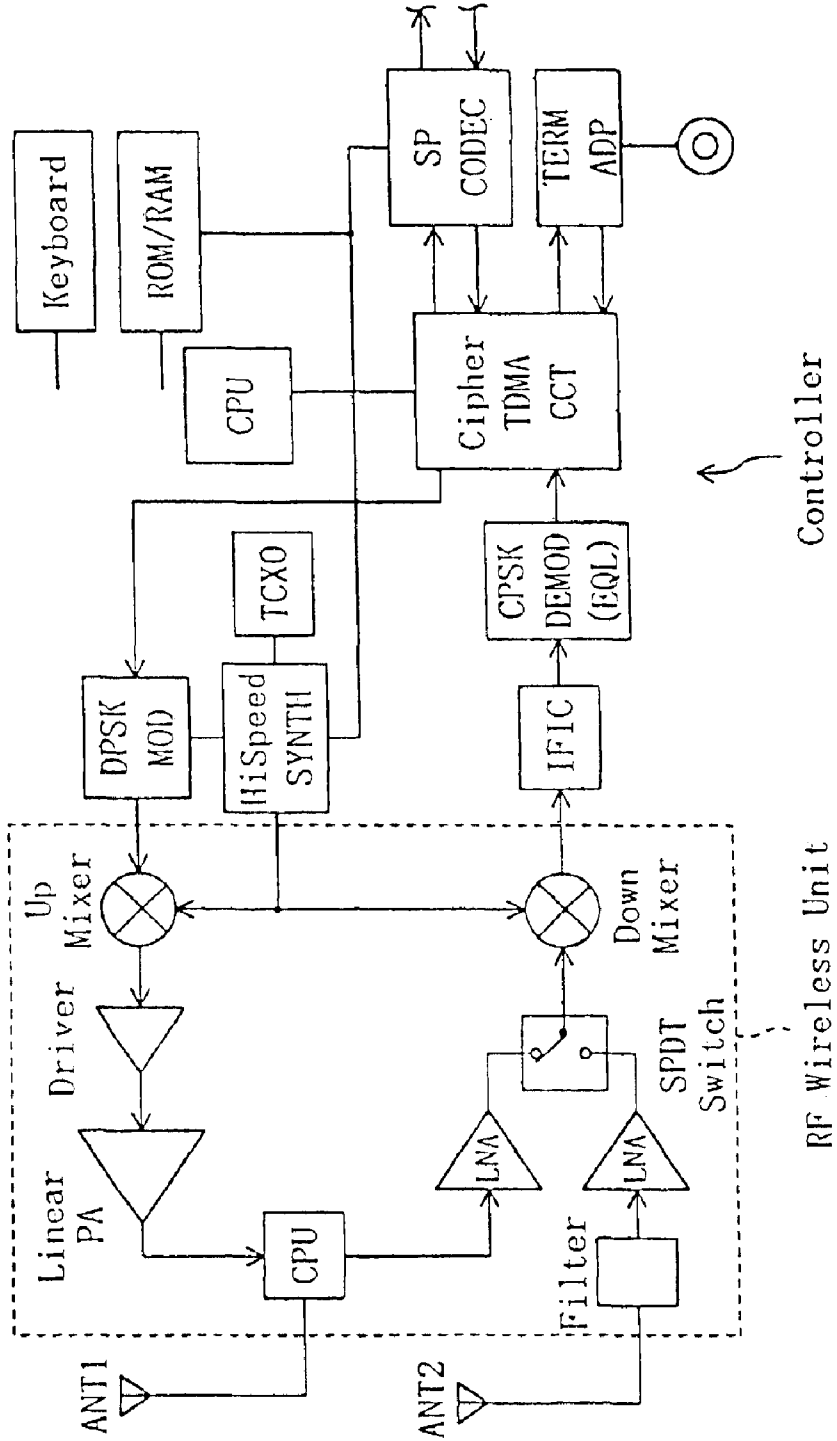 ANT1
ANT2
Linear
PA
Driver
Up
Mixer
CPU
Filter
LNA
LNA
SPDT
Switch
Down
Mixer
RF Wireless Unit
DPSK
MOD
HiSpeed
SYNTH
TCXO
IFIC
CPSK
DEMOD
(EQL)
Controller
CPU
Cipher
TDMA
CCT
Keyboard
ROM/RAM
SP
CODEC
TERM
ADP